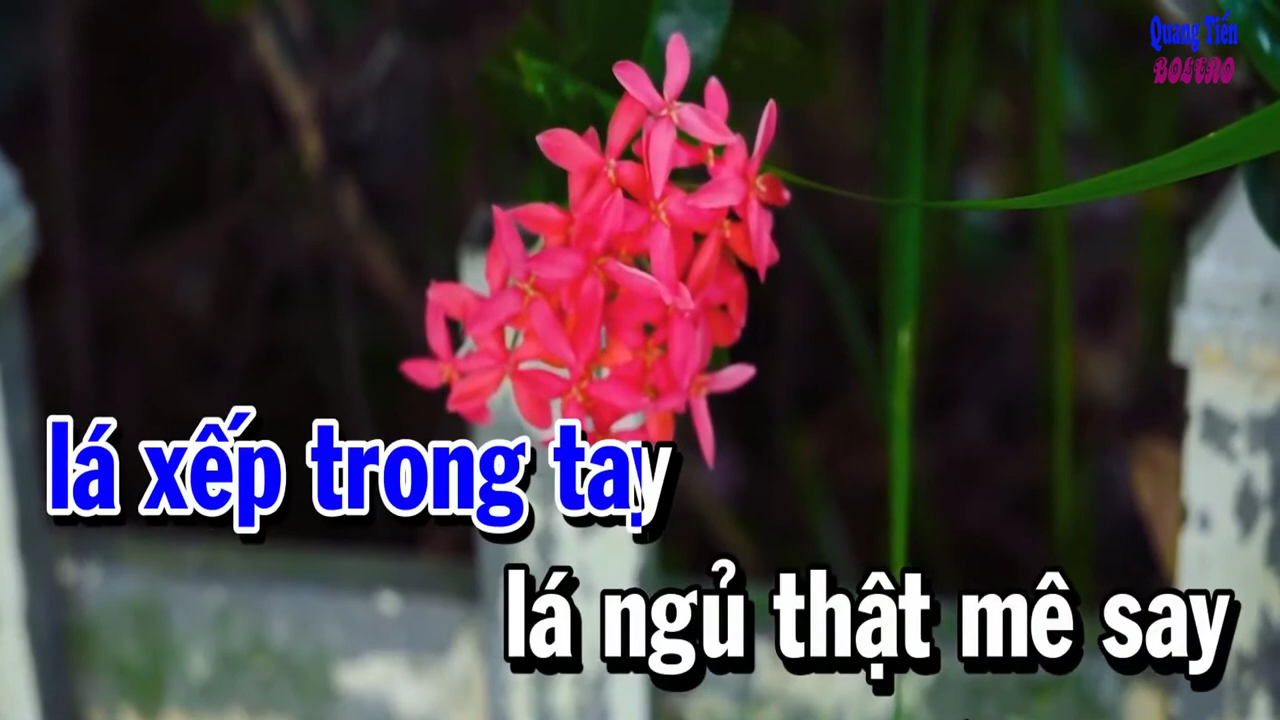 Quang Tiến
BOLERO
lá xếp trong tay
lá ngủ thật mê say